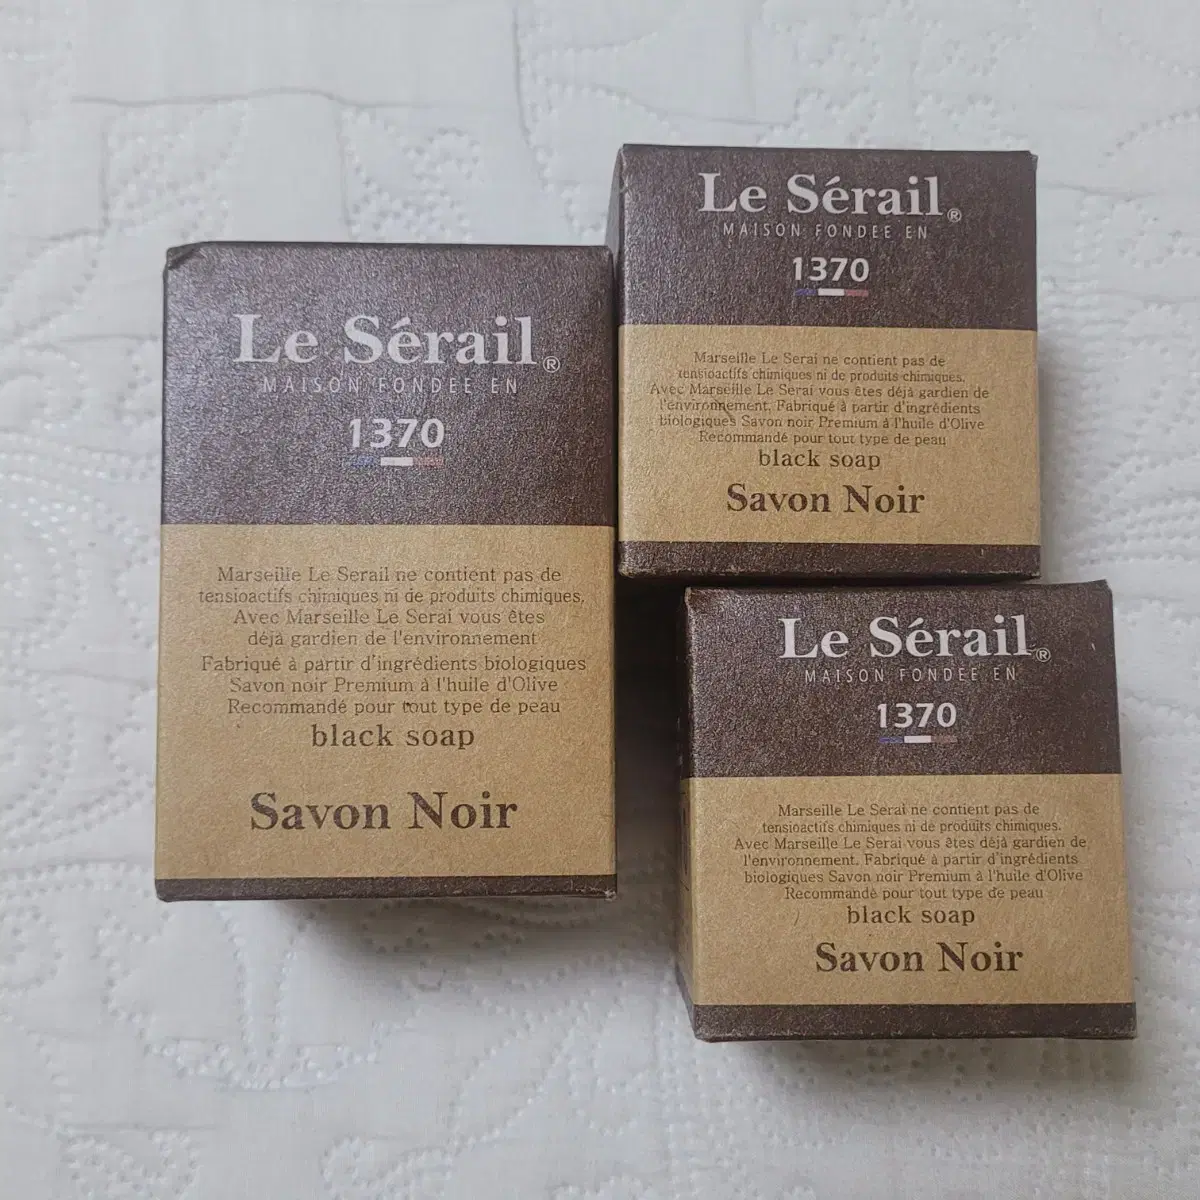 Le Sérail®
MAISON FONDEE EN
1370
Marseille Le Serail ne contient pas de
tensioactifs chimiques ni de produits chimiques.
Avec Marseille Le Serai vous êtes
déjà gardien de l'environnement
Fabriqué à partir d'ingrédients biologiques
Savon noir Premium à l'huile d'Olive
Recommandé pour tout type de peau
black soap
Savon Noir
Le Sérail®
MAISON FONDEE EN
1370
Marseille Le Serai ne contient pas de
tensioactifs chimiques ni de produits chimiques.
Avec Marseille Le Serai vous êtes déjà gardien de
l'environnement. Fabriqué à partir d'ingrédients
biologiques Savon noir Premium à l'huile d'Olive
Recommandé pour tout type de peau
black soap
Savon Noir
Le Sérail®
MAISON FONDEE EN
1370
Marseille Le Serai ne contient pas de
tensioactifs chimiques ni de produits chimiques.
Avec Marseille Le Serai vous êtes déjà gardien de
l'environnement. Fabriqué à partir d'ingrédients
biologiques Savon noir Premium à l'huile d'Olive
Recommandé pour tout type de peau
black soap
Savon Noir